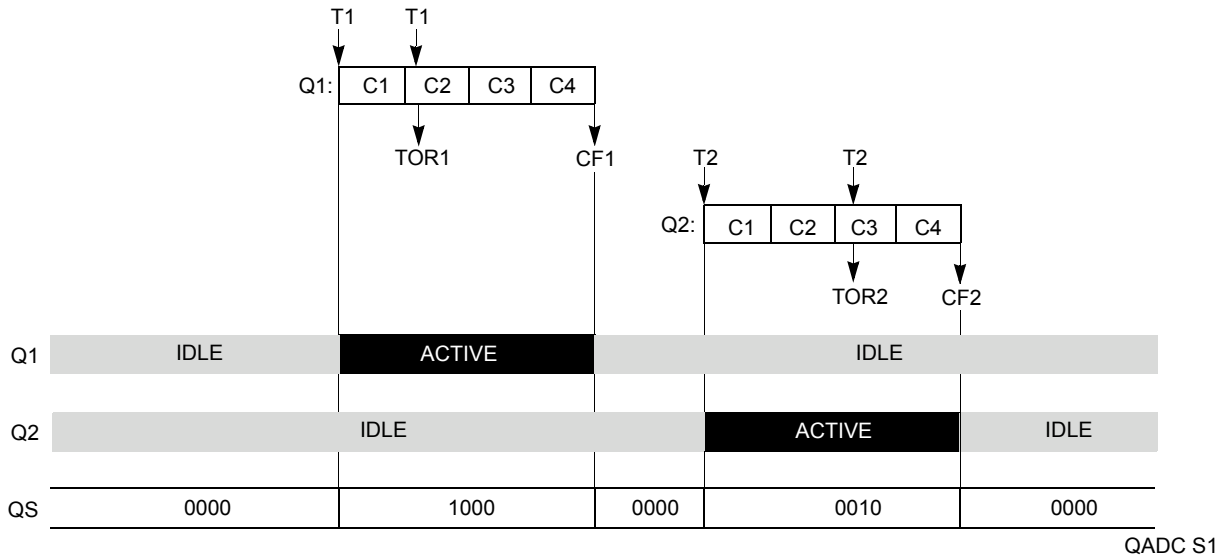 T1 T1
Q1: C1 C2 C3 C4
TOR1 CF1 T2 T2
Q2: C1 C2 C3 C4
TOR2 CF2
Q1 IDLE ACTIVE IDLE
Q2 IDLE ACTIVE IDLE
QS 0000 1000 0000 0010 0000
QADC S1